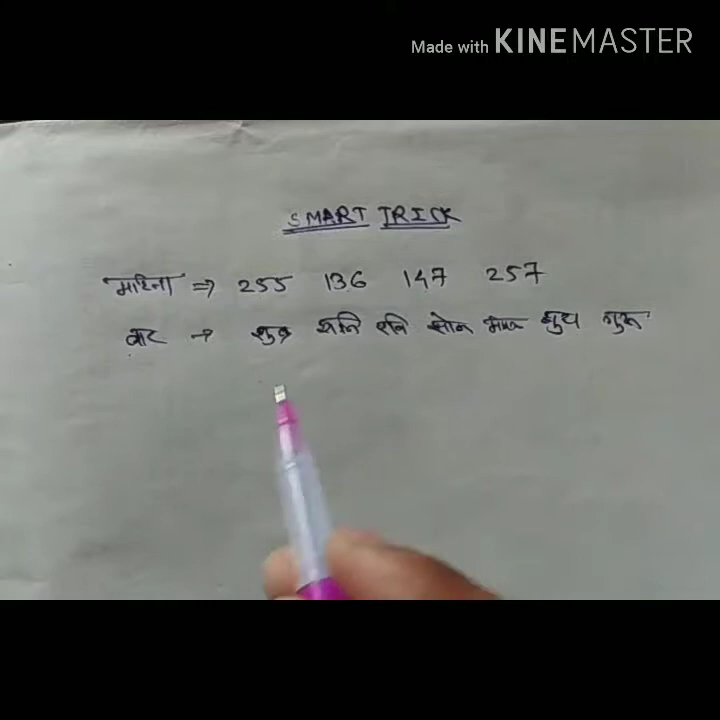 Made with KINEMASTER
SMART TRICK
महिना ⇒ 255 136 147 257
वार → शुक्र शनि रवि सोम मंगल बुध गुरू